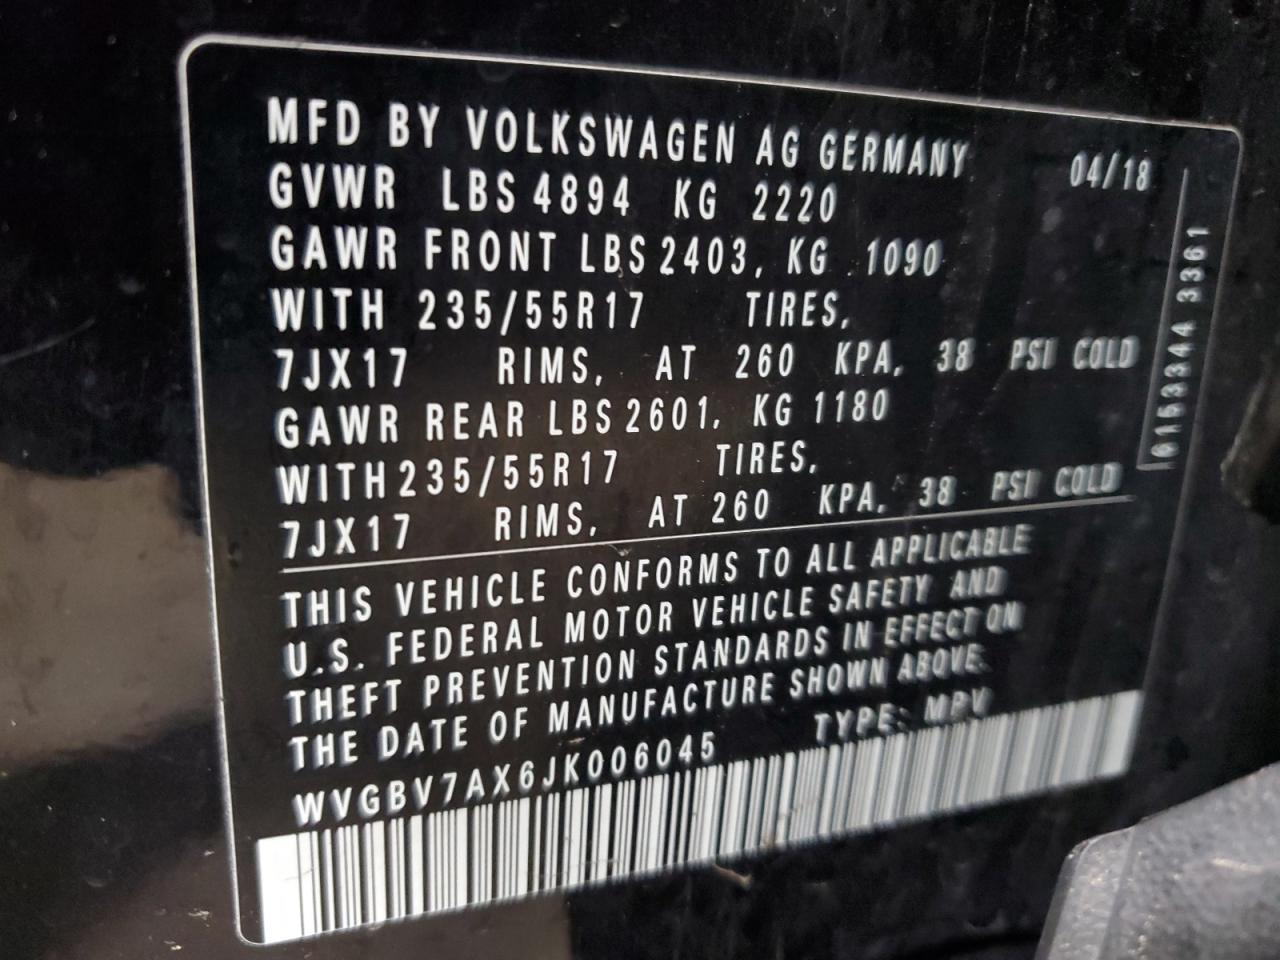 MFD BY VOLKSWAGEN AG GERMANY 04/18
GVWR LBS 4894 KG 2220
GAWR FRONT LBS 2403, KG 1090
WITH 235/55R17 TIRES,
7JX17 RIMS, AT 260 KPA, 38 PSI COLD
GAWR REAR LBS 2601, KG 1180
WITH 235/55R17 TIRES,
7JX17 RIMS, AT 260 KPA, 38 PSI COLD
THIS VEHICLE CONFORMS TO ALL APPLICABLE
U.S. FEDERAL MOTOR VEHICLE SAFETY AND
THEFT PREVENTION STANDARDS IN EFFECT ON
THE DATE OF MANUFACTURE SHOWN ABOVE.
WVGBV7AX6JK006045 TYPE: MPV
6153344 3361